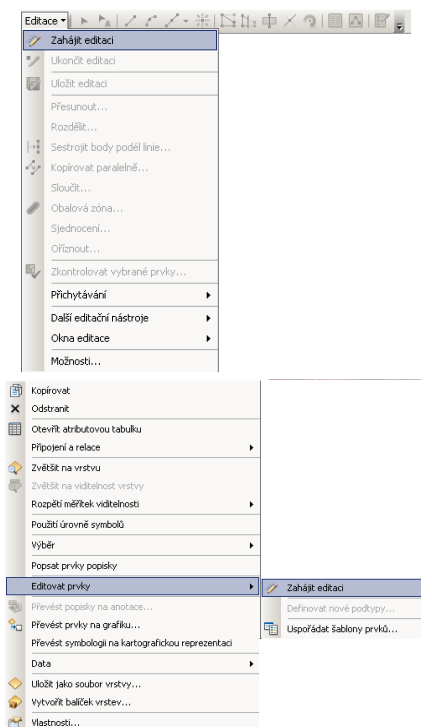 Editace
Zahájit editaci
Ukončit editaci
Uložit editaci
Přesunout...
Rozdělit...
Sestrojit body podél linie...
Kopírovat paralelně...
Sloučit...
Obalová zóna...
Sjednocení...
Oříznout...
Zkontrolovat vybrané prvky...
Přichytávání
Další editační nástroje
Okna editace
Možnosti...
Kopírovat
Odstranit
Otevřít atributovou tabulku
Připojení a relace
Zvětšit na vrstvu
Zvětšit na viditelnost vrstvy
Rozpětí měřítek viditelnosti
Použití úrovně symbolů
Výběr
Popsat prvky popisky
Editovat prvky
Zahájit editaci
Převést popisky na anotace...
Definovat nové podtypy...
Převést prvky na grafiku...
Uspořádat šablony prvků...
Převést symbologii na kartografickou reprezentaci
Data
Uložit jako soubor vrstvy...
Vytvořit balíček vrstev...
Vlastnosti...